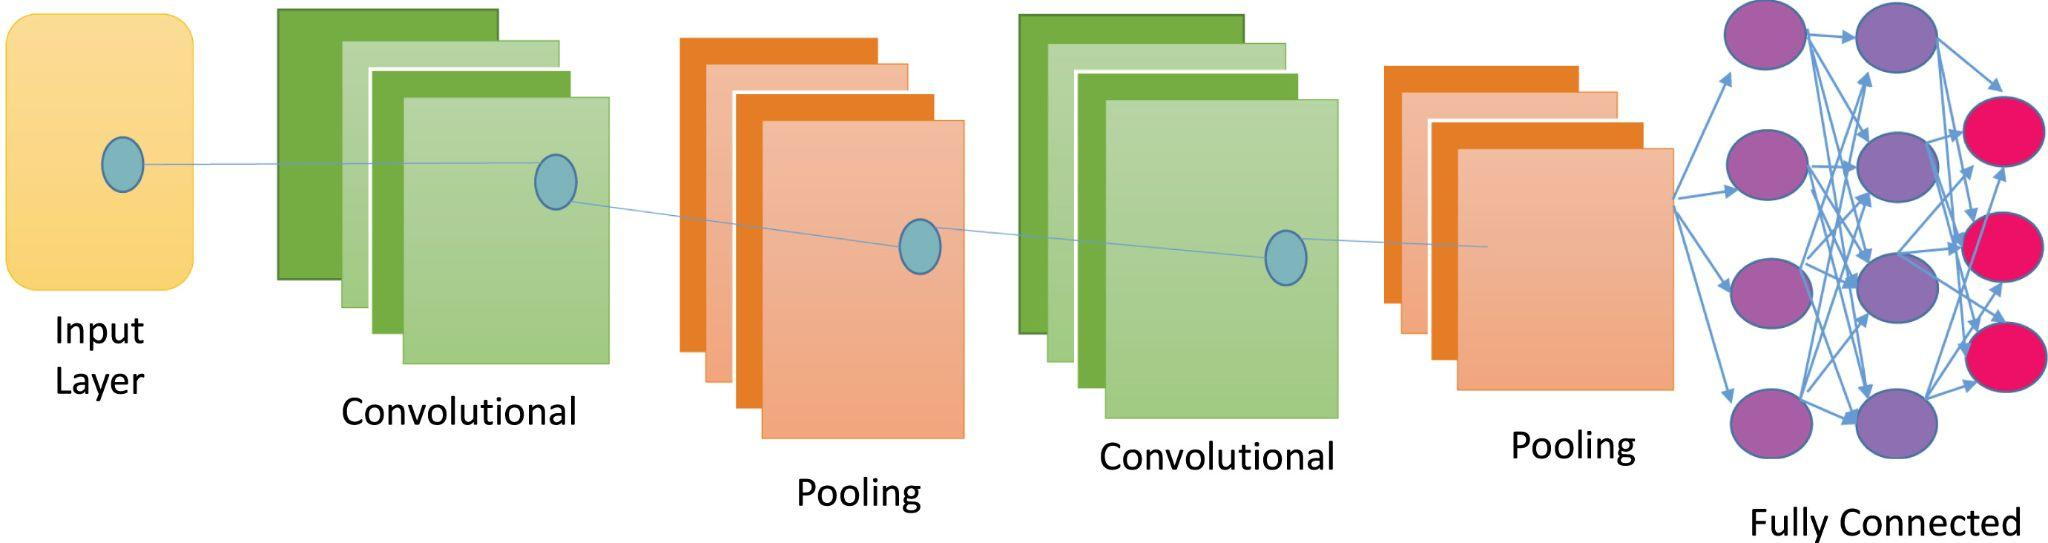 Input
Layer
Convolutional
Pooling
Convolutional
Pooling
Fully Connected